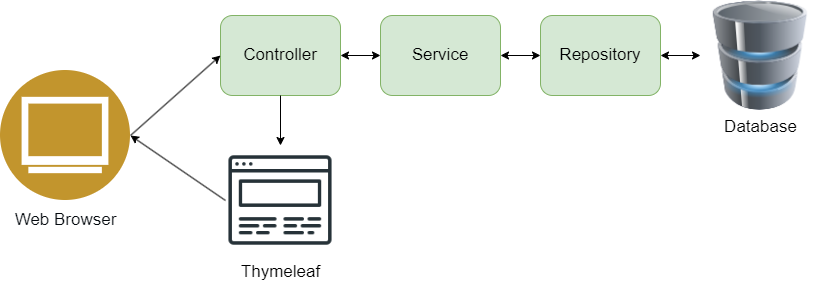 Controller
Service
Repository
Database
Web Browser
Thymeleaf